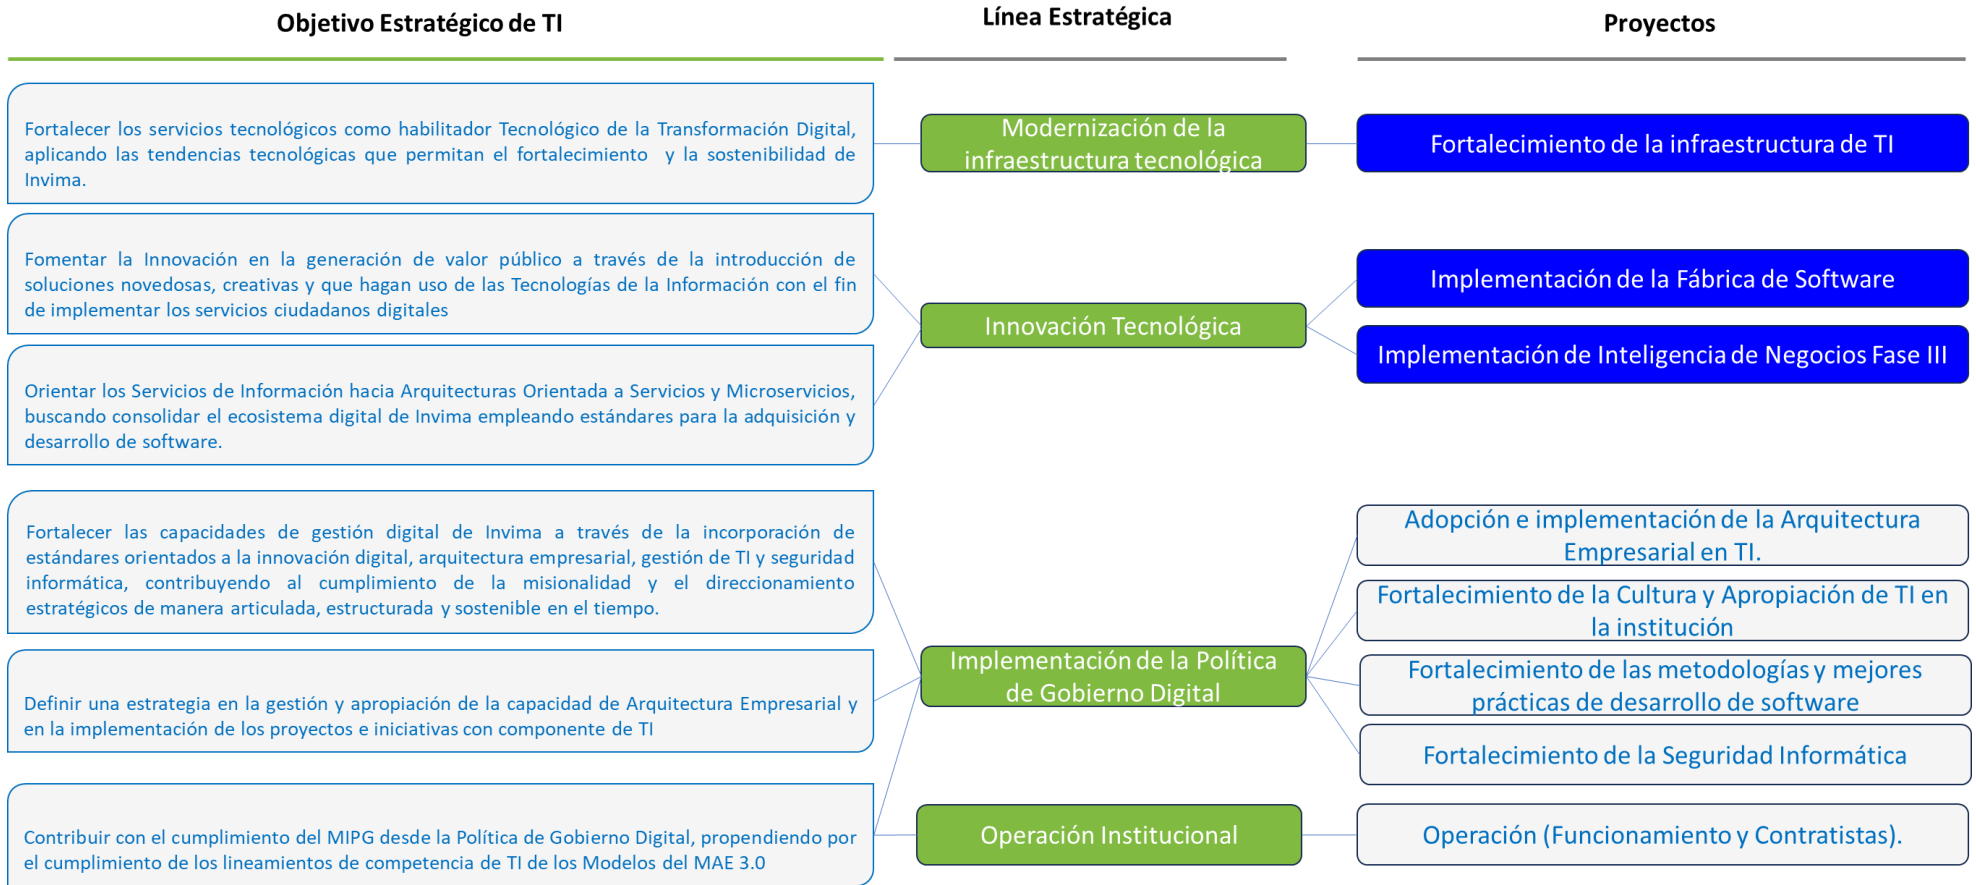 Objetivo Estratégico de TI
Línea Estratégica
Proyectos
Fortalecer los servicios tecnológicos como habilitador Tecnológico de la Transformación Digital,
aplicando las tendencias tecnológicas que permitan el fortalecimiento y la sostenibilidad de
Invima.
Modernización de la
infraestructura tecnológica
Fortalecimiento de la infraestructura de TI
Fomentar la Innovación en la generación de valor público a través de la introducción de
soluciones novedosas, creativas y que hagan uso de las Tecnologías de la Información con el fin
de implementar los servicios ciudadanos digitales
Orientar los Servicios de Información hacia Arquitecturas Orientada a Servicios y Microservicios,
buscando consolidar el ecosistema digital de Invima empleando estándares para la adquisición y
desarrollo de software.
Innovación Tecnológica
Implementación de la Fábrica de Software
Implementación de Inteligencia de Negocios Fase III
Fortalecer las capacidades de gestión digital de Invima a través de la incorporación de
estándares orientados a la innovación digital, arquitectura empresarial, gestión de TI y seguridad
informática, contribuyendo al cumplimiento de la misionalidad y el direccionamiento
estratégicos de manera articulada, estructurada y sostenible en el tiempo.
Definir una estrategia en la gestión y apropiación de la capacidad de Arquitectura Empresarial y
en la implementación de los proyectos e iniciativas con componente de TI
Implementación de la Política
de Gobierno Digital
Adopción e implementación de la Arquitectura
Empresarial en TI.
Fortalecimiento de la Cultura y Apropiación de TI en
la institución
Fortalecimiento de las metodologías y mejores
prácticas de desarrollo de software
Fortalecimiento de la Seguridad Informática
Contribuir con el cumplimiento del MIPG desde la Política de Gobierno Digital, propendiendo por
el cumplimiento de los lineamientos de competencia de TI de los Modelos del MAE 3.0
Operación Institucional
Operación (Funcionamiento y Contratistas).